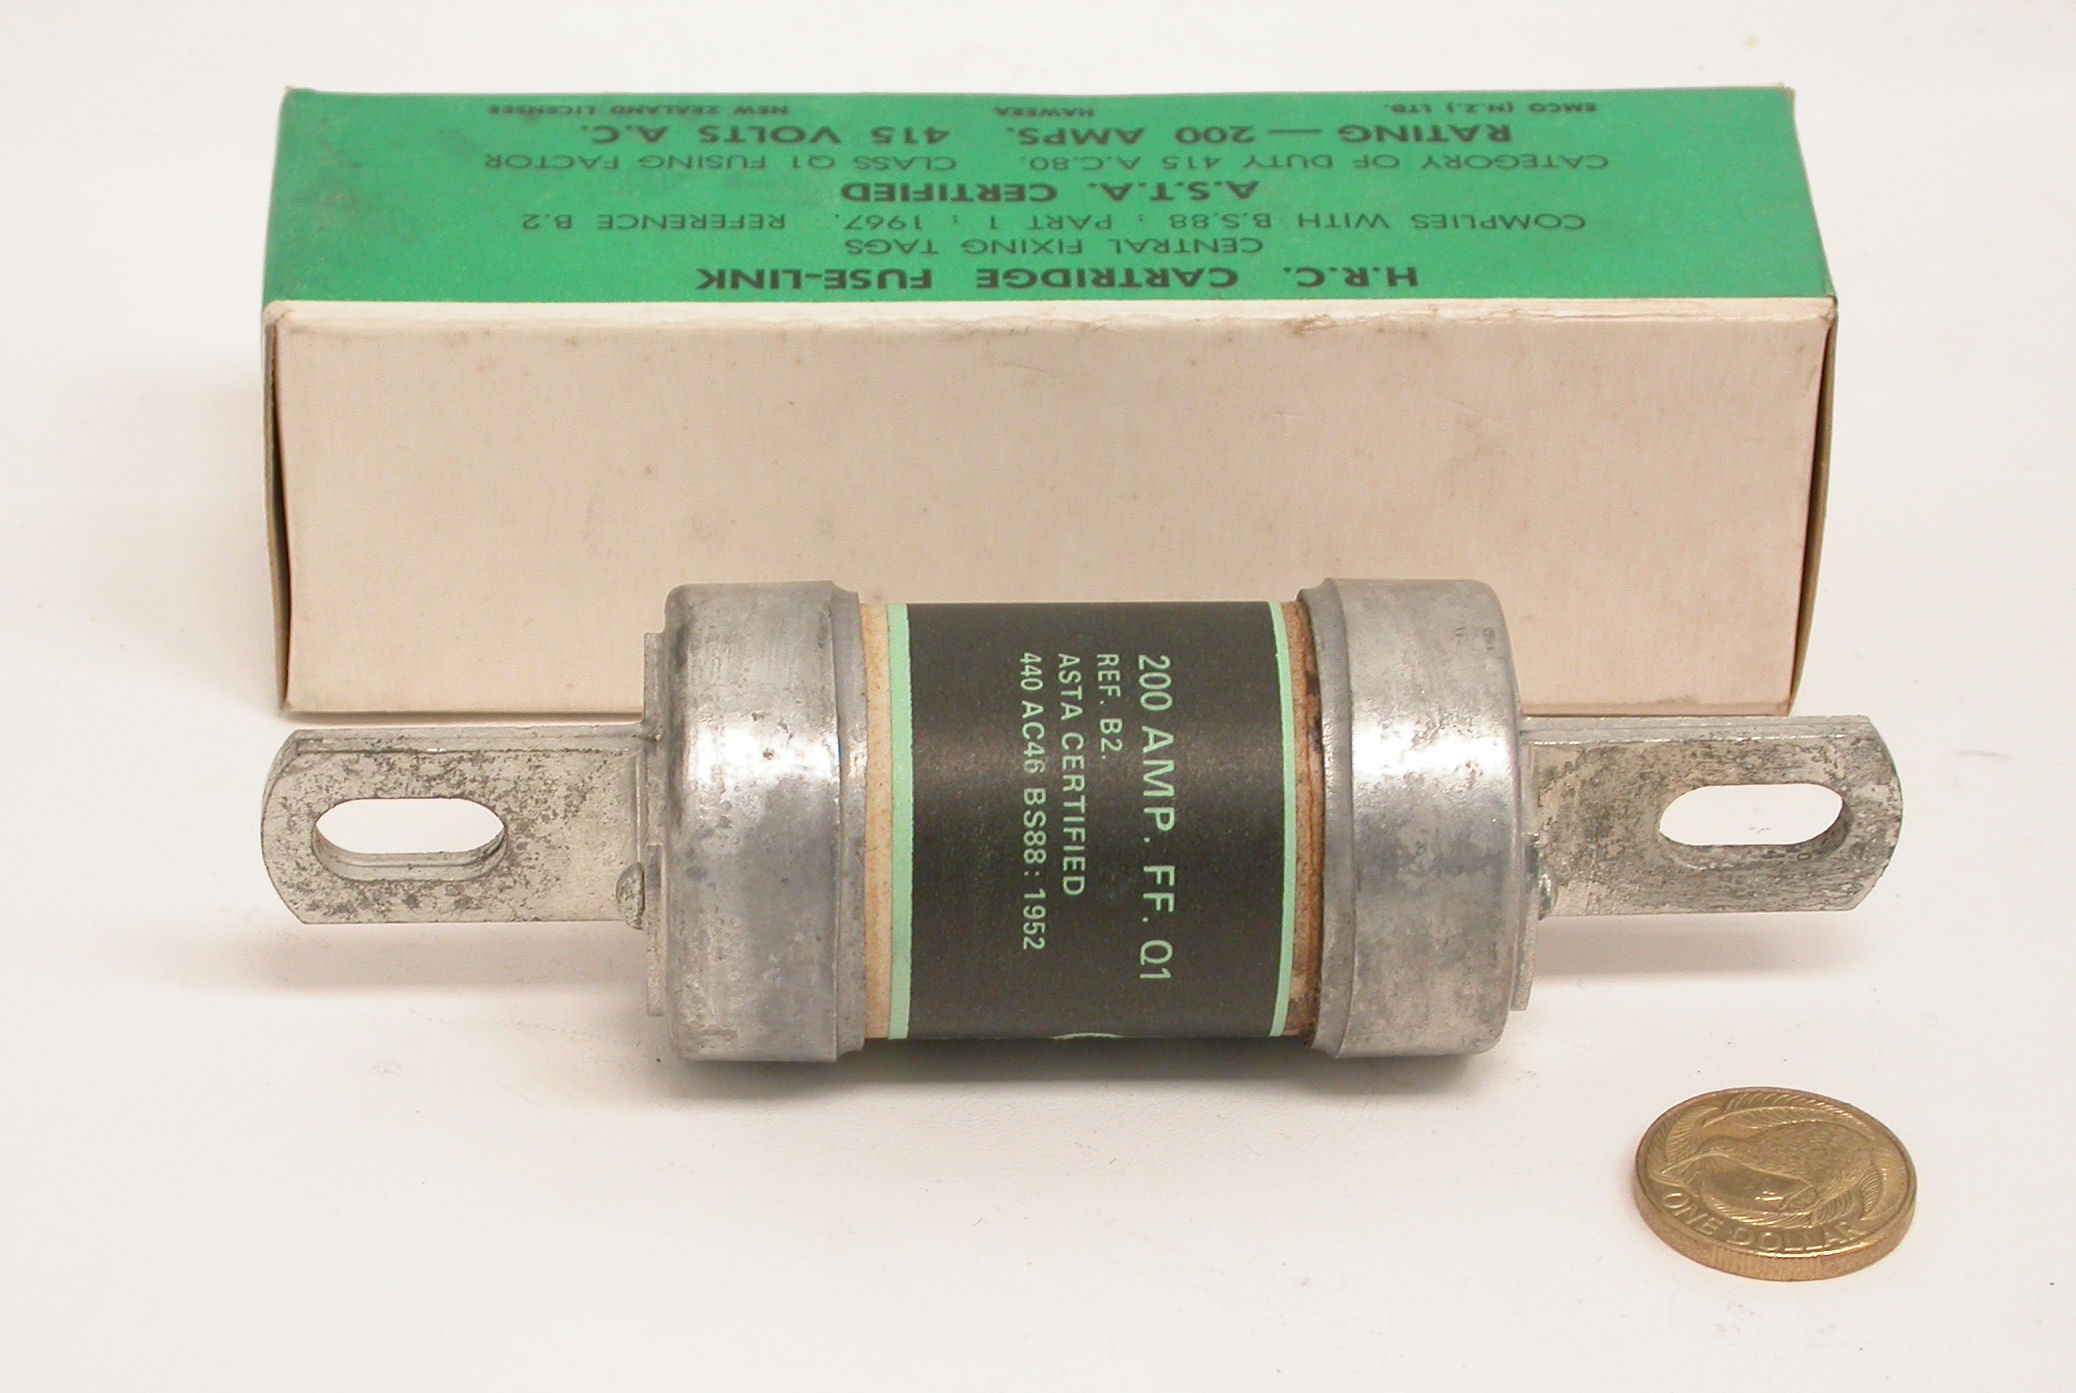 H.R.C. CARTRIDGE FUSE-LINK
CENTRAL FIXING TAGS
COMPLIES WITH B.S.88 : PART 1 : 1967. REFERENCE B.2
A.S.T.A. CERTIFIED
CATEGORY OF DUTY 415 A.C.80. CLASS Q1 FUSING FACTOR
RATING — 200 AMPS. 415 VOLTS A.C.
EMCO (N.Z.) LTD. HAWERA NEW ZEALAND LICENSEE
200 AMP. FF. Q1
REF. B2.
ASTA CERTIFIED
440 AC46 BS88: 1952
ONE DOLLAR